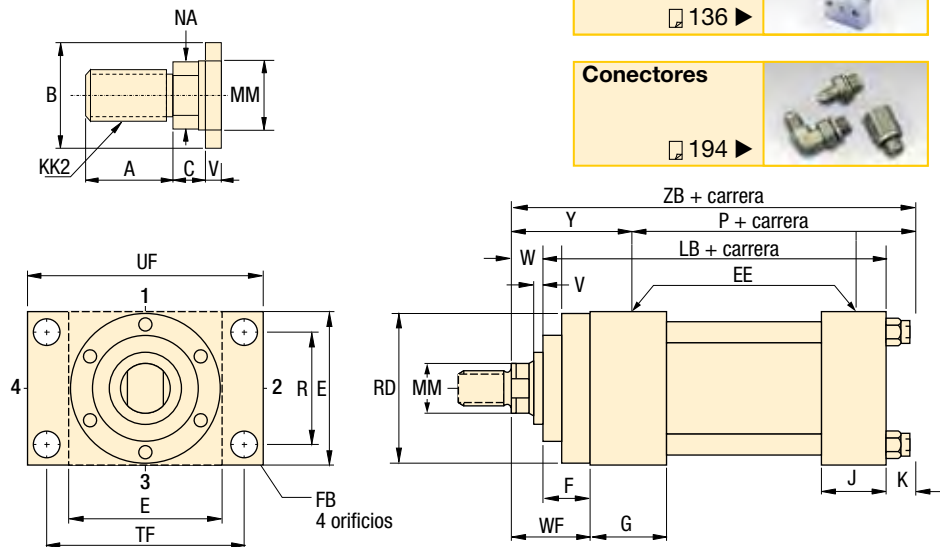 136 ▶
Conectores
194 ▶
NA
B
MM
KK2
A
C
V
ZB + carrera
Y
P + carrera
W
LB + carrera
V
EE
UF
1
4
2
R
E
3
E
TF
FB
4 orificios
RD
MM
F
J
K
WF
G